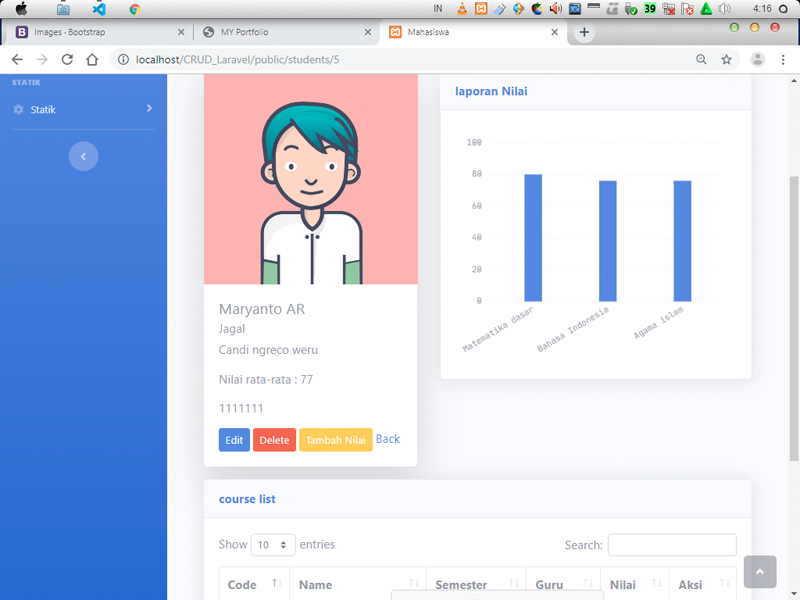 IN
39
4:16
Images · Bootstrap
MY Portfolio
Mahasiswa
localhost/CRUD_Laravel/public/students/5
STATIK
Statik
Maryanto AR
Jagal
Candi ngreco weru
Nilai rata-rata : 77
1111111
Edit Delete Tambah Nilai Back
laporan Nilai
100
80
60
40
20
0
Matematika dasar
Bahasa Indonesia
Agama islam
course list
Show 10 entries
Search:
Code Name Semester Guru Nilai Aksi